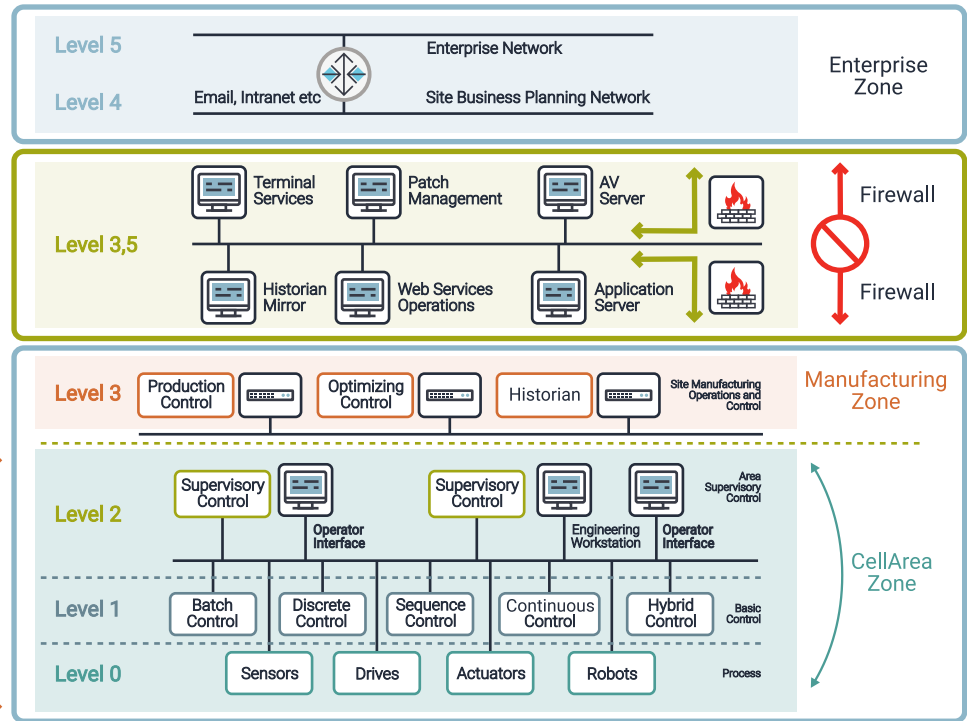 Level 5
Enterprise Network
Enterprise
Zone
Level 4
Email, Intranet etc
Site Business Planning Network
Terminal
Services
Patch
Management
AV
Server
Firewall
Level 3,5
Historian
Mirror
Web Services
Operations
Application
Server
Firewall
Level 3
Production
Control
Optimizing
Control
Historian
Site Manufacturing
Operations and
Control
Manufacturing
Zone
Level 2
Supervisory
Control
Operator
Interface
Supervisory
Control
Engineering
Workstation
Operator
Interface
Area
Supervisory
Control
CellArea
Zone
Level 1
Batch
Control
Discrete
Control
Sequence
Control
Continuous
Control
Hybrid
Control
Basic
Control
Level 0
Sensors
Drives
Actuators
Robots
Process